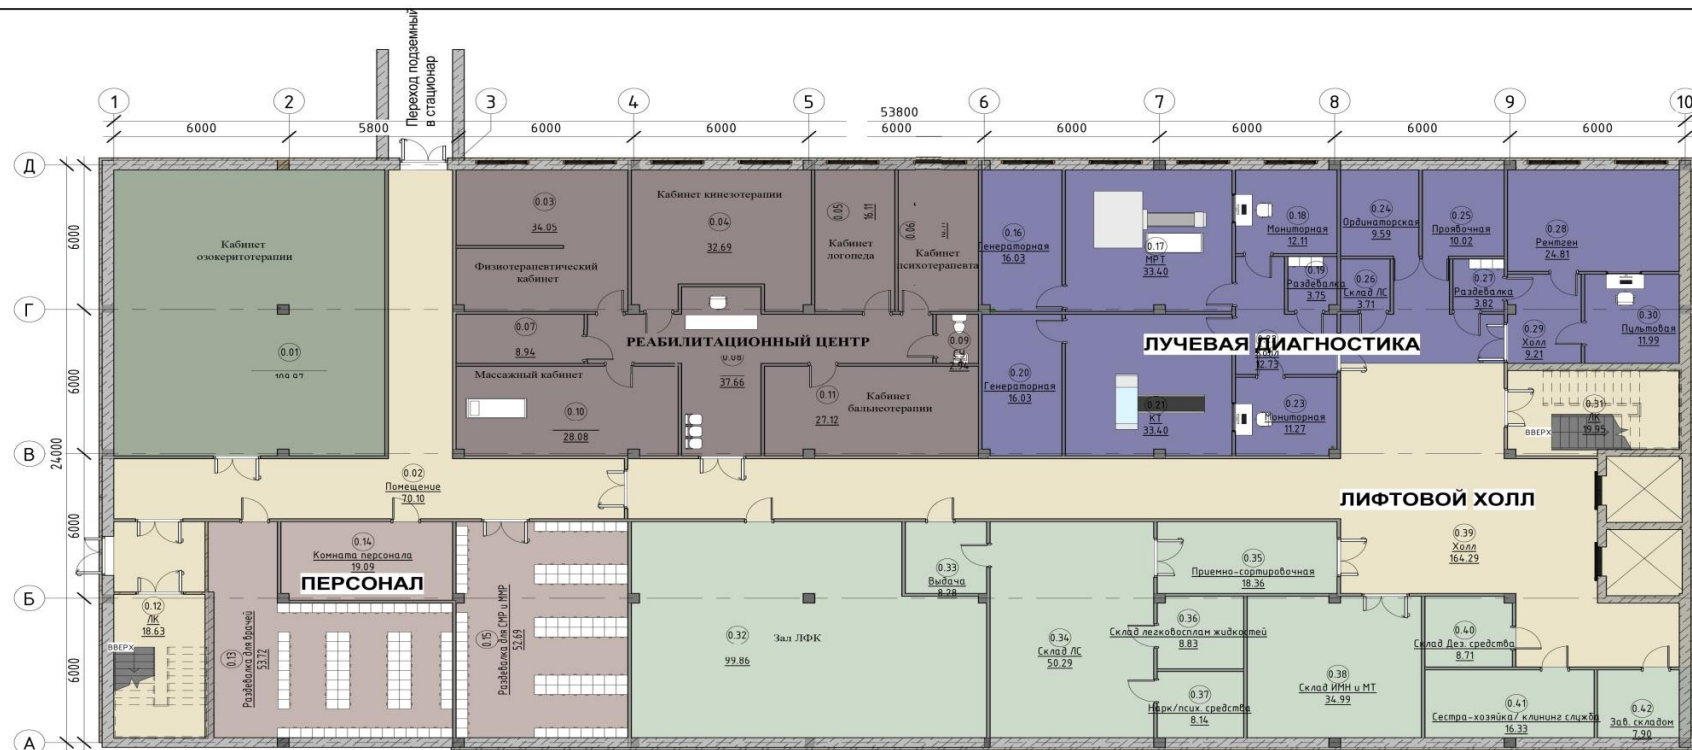 Переход подземный
в стационар
1
2
3
4
5
6
7
8
9
10
53800
6000
5800
6000
6000
6000
6000
6000
6000
6000
Д
Г
В
Б
А
6000
6000
24000
6000
6000
Кабинет
озокеритотерапии
0.01
109.97
0.02
Помещение
70.10
0.03
34.05
Физиотерапевтический
кабинет
Кабинет кинезотерапии
0.04
32.69
0.05
16.11
Кабинет
логопеда
0.06
Кабинет
психотерапевта
0.07
8.94
РЕАБИЛИТАЦИОННЫЙ ЦЕНТР
0.08
37.66
0.09
2.94
Массажный кабинет
0.10
28.08
0.11
27.12
Кабинет
бальнеотерапии
0.16
Генераторная
16.03
0.17
МРТ
33.40
0.18
Мониторная
12.11
0.19
Раздевалка
3.75
0.20
Генераторная
16.03
0.21
КТ
33.40
12.73
0.23
Мониторная
11.27
ЛУЧЕВАЯ ДИАГНОСТИКА
0.24
Ординаторская
9.59
0.25
Проявочная
10.02
0.26
Склад ЛС
3.71
0.27
Раздевалка
3.82
0.28
Рентген
24.81
0.29
Холл
9.21
0.30
Пультовая
11.99
0.31
ЛК
19.95
ВВЕРХ
ЛИФТОВОЙ ХОЛЛ
0.39
Холл
164.29
0.12
ЛК
18.63
ВВЕРХ
0.13
Раздевалка для врачей
53.72
0.14
Комната персонала
19.09
ПЕРСОНАЛ
0.15
Раздевалка для СМР и ММР
52.69
0.32
Зал ЛФК
99.86
0.33
Выдача
8.28
0.34
Склад ЛС
50.29
0.35
Приемно-сортировочная
18.36
0.36
Склад легковосплам жидкостей
8.83
0.37
Нарк/псих. средства
8.14
0.38
Склад ИМН и МТ
34.99
0.40
Склад Дез. средства
8.71
0.41
Сестра-хозяйка/ клининг служба
16.33
0.42
Зав. складом
7.90